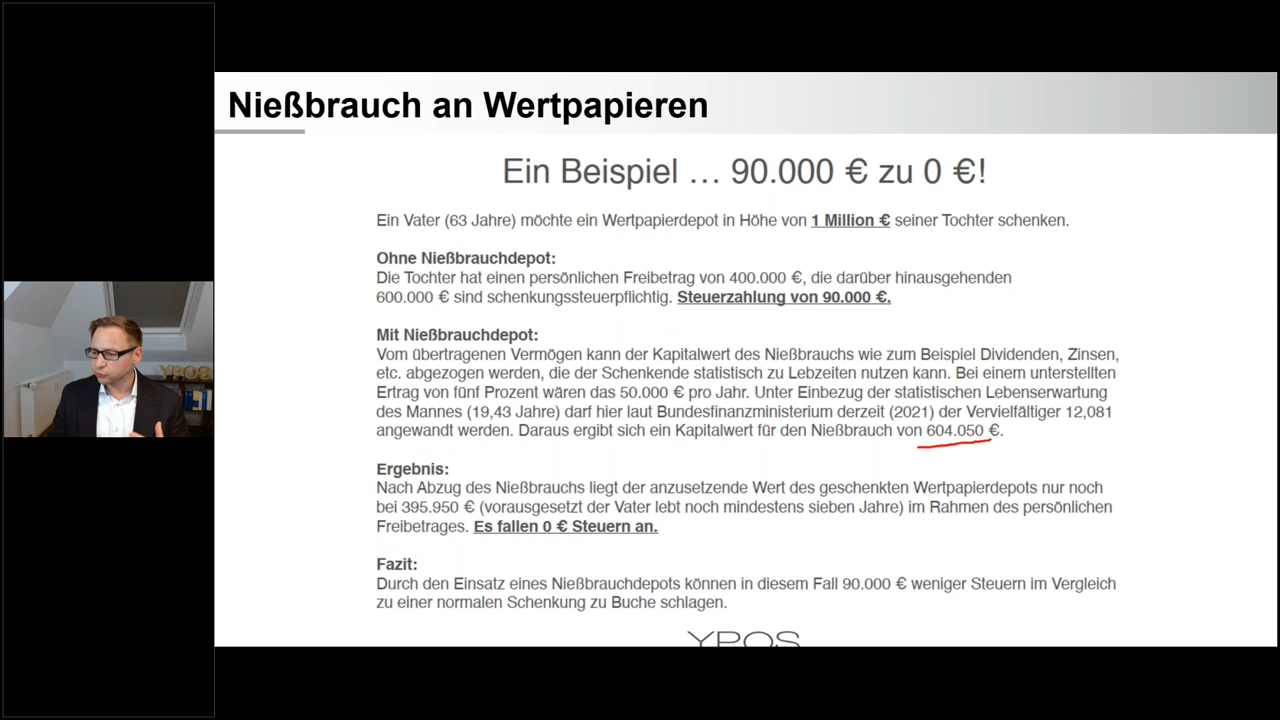 Nießbrauch an Wertpapieren
Ein Beispiel … 90.000 € zu 0 €!
Ein Vater (63 Jahre) möchte ein Wertpapierdepot in Höhe von 1 Million € seiner Tochter schenken.
Ohne Nießbrauchdepot:
Die Tochter hat einen persönlichen Freibetrag von 400.000 €, die darüber hinausgehenden
600.000 € sind schenkungssteuerpflichtig. Steuerzahlung von 90.000 €.
Mit Nießbrauchdepot:
Vom übertragenen Vermögen kann der Kapitalwert des Nießbrauchs wie zum Beispiel Dividenden, Zinsen,
etc. abgezogen werden, die der Schenkende statistisch zu Lebzeiten nutzen kann. Bei einem unterstellten
Ertrag von fünf Prozent wären das 50.000 € pro Jahr. Unter Einbezug der statistischen Lebenserwartung
des Mannes (19,43 Jahre) darf hier laut Bundesfinanzministerium derzeit (2021) der Vervielfältiger 12,081
angewandt werden. Daraus ergibt sich ein Kapitalwert für den Nießbrauch von 604.050 €.
Ergebnis:
Nach Abzug des Nießbrauchs liegt der anzusetzende Wert des geschenkten Wertpapierdepots nur noch
bei 395.950 € (vorausgesetzt der Vater lebt noch mindestens sieben Jahre) im Rahmen des persönlichen
Freibetrages. Es fallen 0 € Steuern an.
Fazit:
Durch den Einsatz eines Nießbrauchdepots können in diesem Fall 90.000 € weniger Steuern im Vergleich
zu einer normalen Schenkung zu Buche schlagen.
YPOS
YPOS